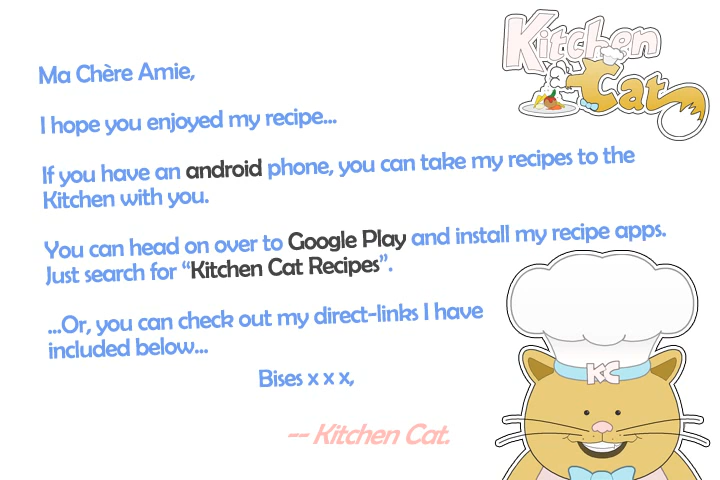 Kitchen
Cat
Ma Chère Amie,
I hope you enjoyed my recipe...
If you have an android phone, you can take my recipes to the
Kitchen with you.
You can head on over to Google Play and install my recipe apps.
Just search for “Kitchen Cat Recipes”.
...Or, you can check out my direct-links I have
included below...
Bises x x x,
-- Kitchen Cat.
KC